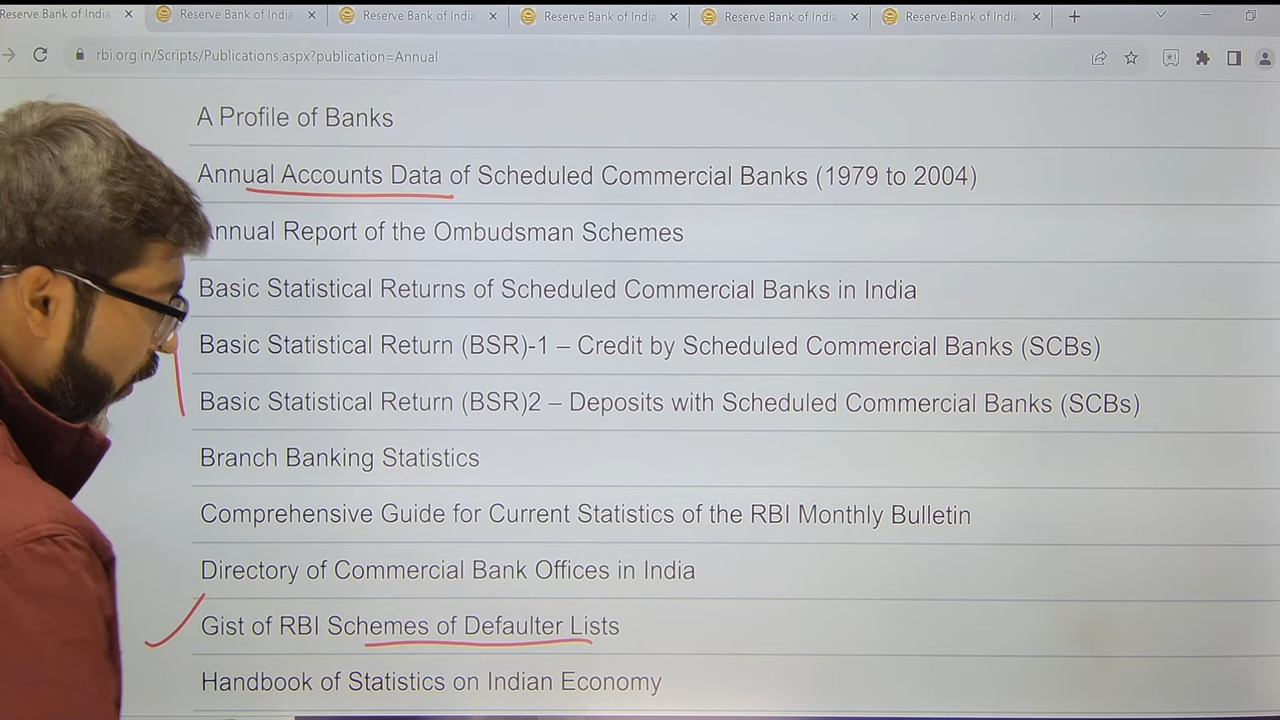 Reserve Bank of India
Reserve Bank of India
Reserve Bank of India
Reserve Bank of India
Reserve Bank of India
Reserve Bank of India
rbi.org.in/Scripts/Publications.aspx?publication=Annual
A Profile of Banks
Annual Accounts Data of Scheduled Commercial Banks (1979 to 2004)
Annual Report of the Ombudsman Schemes
Basic Statistical Returns of Scheduled Commercial Banks in India
Basic Statistical Return (BSR)-1 – Credit by Scheduled Commercial Banks (SCBs)
Basic Statistical Return (BSR)2 – Deposits with Scheduled Commercial Banks (SCBs)
Branch Banking Statistics
Comprehensive Guide for Current Statistics of the RBI Monthly Bulletin
Directory of Commercial Bank Offices in India
Gist of RBI Schemes of Defaulter Lists
Handbook of Statistics on Indian Economy